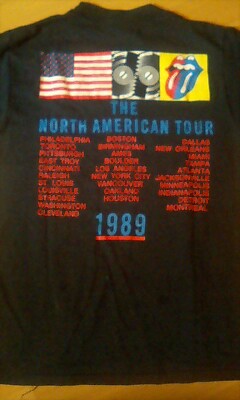 THE
NORTH AMERICAN TOUR
PHILADELPHIA BOSTON DALLAS
TORONTO BIRMINGHAM NEW ORLEANS
PITTSBURGH AMES MIAMI
EAST TROY BOULDER TAMPA
CINCINNATI LOS ANGELES ATLANTA
RALEIGH NEW YORK CITY JACKSONVILLE
ST. LOUIS VANCOUVER MINNEAPOLIS
LOUISVILLE OAKLAND INDIANAPOLIS
SYRACUSE HOUSTON DETROIT
WASHINGTON MONTREAL
CLEVELAND
1989